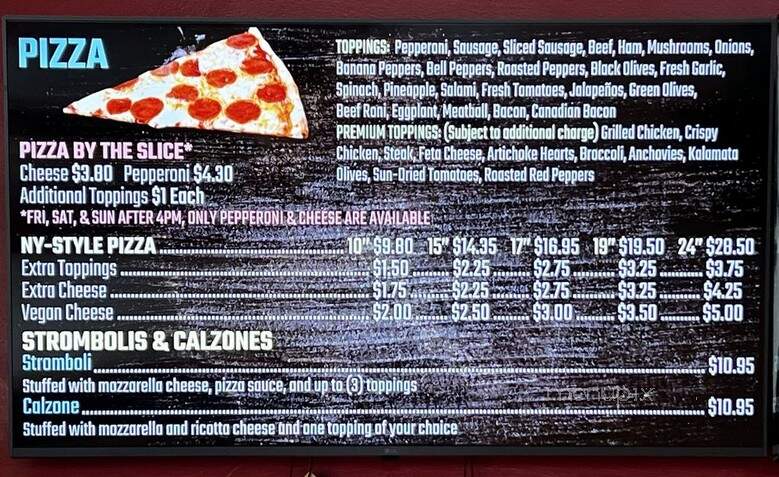 PIZZA
TOPPINGS: Pepperoni, Sausage, Sliced Sausage, Beef, Ham, Mushrooms, Onions,
Banana Peppers, Bell Peppers, Roasted Peppers, Black Olives, Fresh Garlic,
Spinach, Pineapple, Salami, Fresh Tomatoes, Jalapeños, Green Olives,
Beef Roni, Eggplant, Meatball, Bacon, Canadian Bacon
PREMIUM TOPPINGS: (Subject to additional charge) Grilled Chicken, Crispy
Chicken, Steak, Feta Cheese, Artichoke Hearts, Broccoli, Anchovies, Kalamata
Olives, Sun-Dried Tomatoes, Roasted Red Peppers
PIZZA BY THE SLICE*
Cheese $3.80 Pepperoni $4.30
Additional Toppings $1 Each
*FRI, SAT, & SUN AFTER 4PM, ONLY PEPPERONI & CHEESE ARE AVAILABLE
NY-STYLE PIZZA 10" $9.80 15" $14.35 17" $16.95 19" $19.50 24" $28.50
Extra Toppings $1.50 $2.25 $2.75 $3.25 $3.75
Extra Cheese $1.75 $2.25 $2.75 $3.25 $4.25
Vegan Cheese $2.00 $2.50 $3.00 $3.50 $5.00
STROMBOLIS & CALZONES
Stromboli $10.95
Stuffed with mozzarella cheese, pizza sauce, and up to (3) toppings
Calzone $10.95
Stuffed with mozzarella and ricotta cheese and one topping of your choice